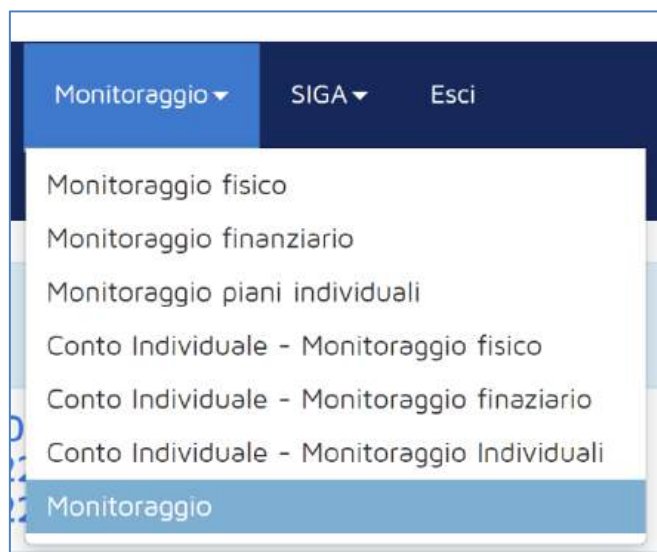 Monitoraggio SIGA Esci
Monitoraggio fisico
Monitoraggio finanziario
Monitoraggio piani individuali
Conto Individuale - Monitoraggio fisico
Conto Individuale - Monitoraggio finaziario
Conto Individuale - Monitoraggio Individuali
Monitoraggio